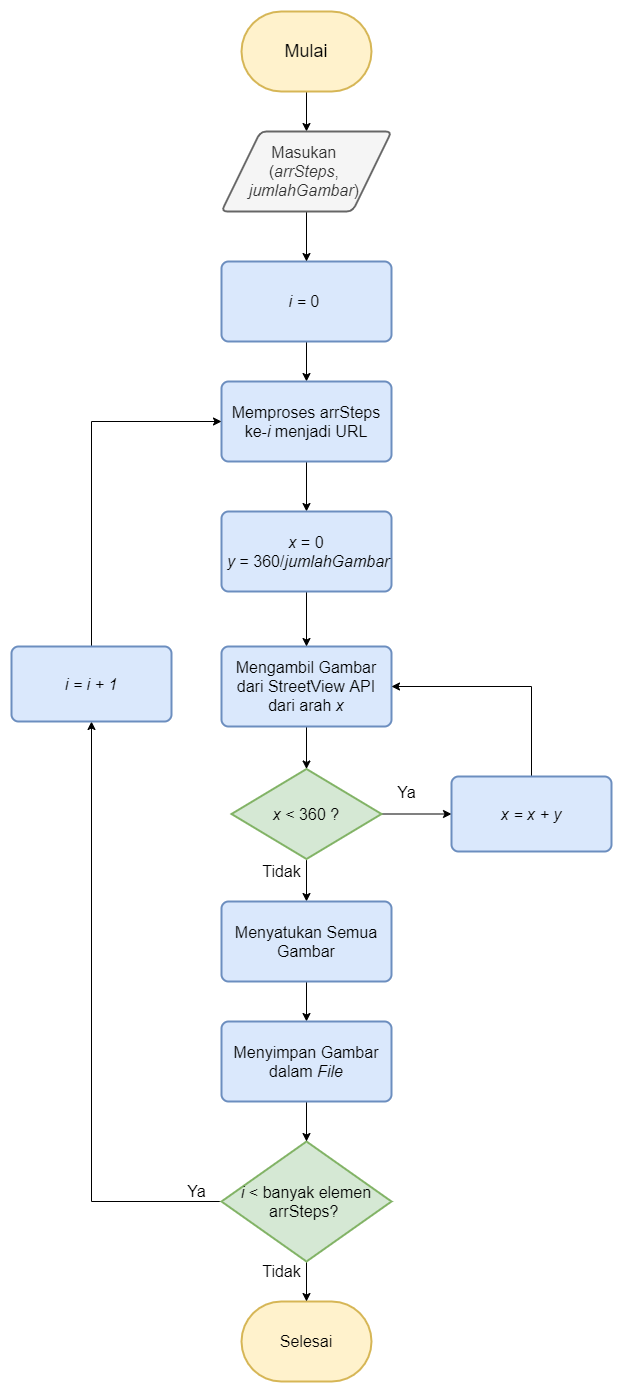 Mulai
Masukan
(arrSteps,
jumlahGambar)
i = 0
Memproses arrSteps
ke-i menjadi URL
x = 0
y = 360/jumlahGambar
i = i + 1
Mengambil Gambar
dari StreetView API
dari arah x
x < 360 ?
Ya
x = x + y
Tidak
Menyatukan Semua
Gambar
Menyimpan Gambar
dalam File
Ya
i < banyak elemen
arrSteps?
Tidak
Selesai